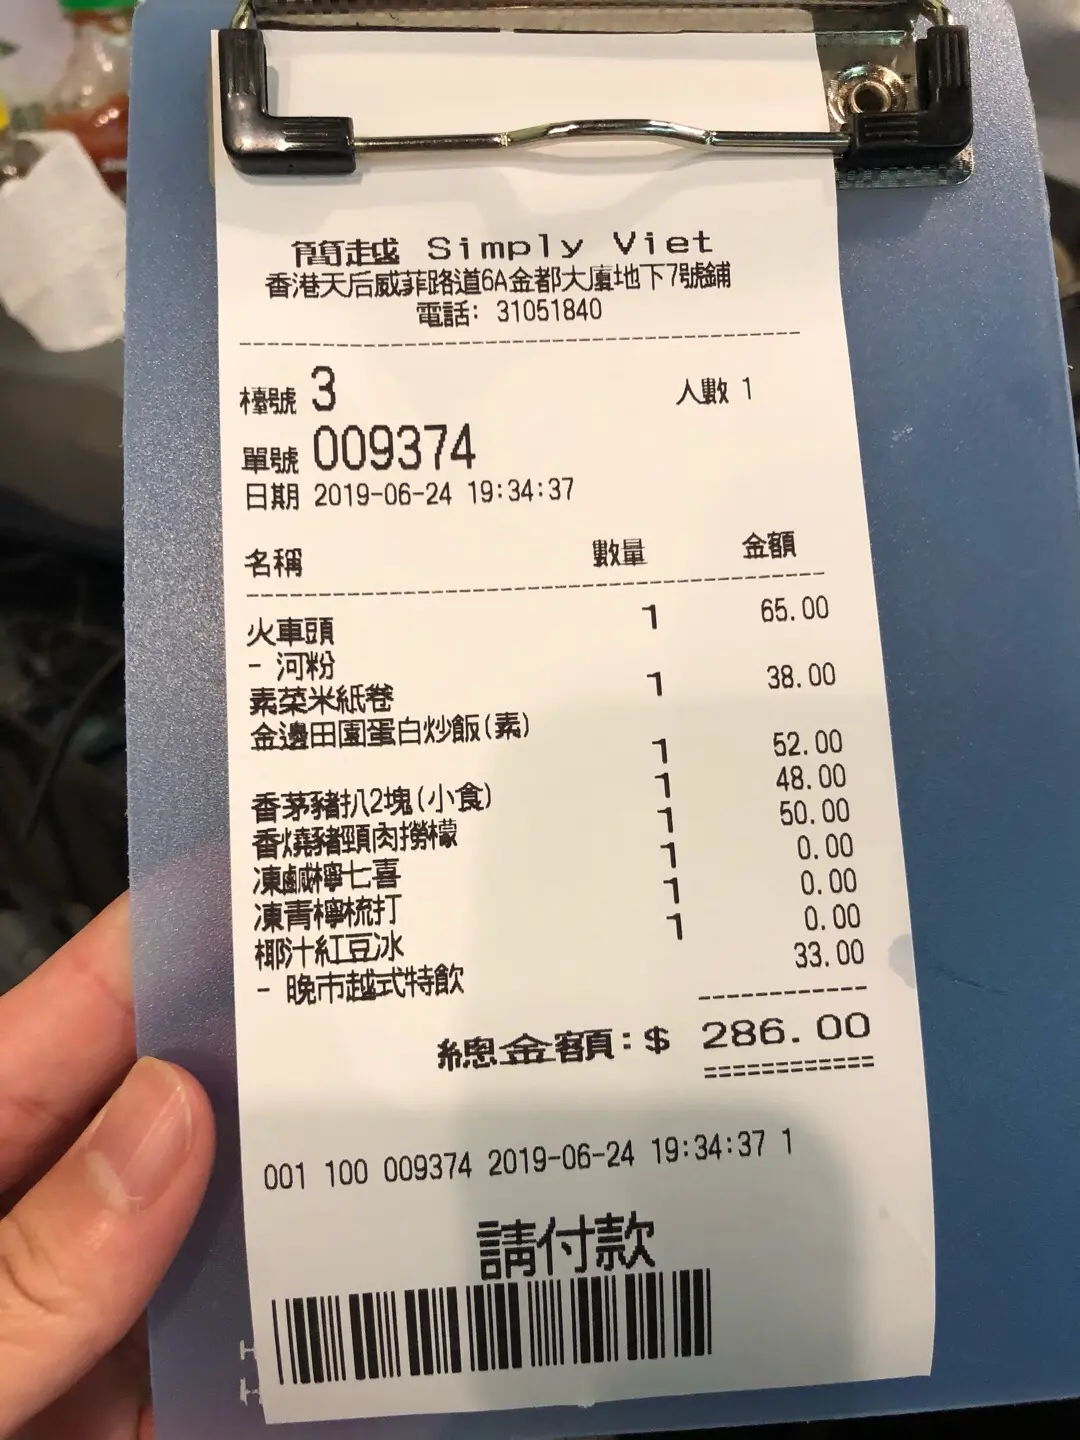 簡越 Simply Viet
香港天后威菲路道6A金都大廈地下7號鋪
電話: 31051840
檯號 3 人數 1
單號 009374
日期 2019-06-24 19:34:37
名稱 數量 金額
火車頭 1 65.00
- 河粉
素菜米紙卷 1 38.00
金邊田園蛋白炒飯(素)
1 52.00
香茅豬扒2塊(小食) 1 48.00
香燒豬頸肉撈檬 1 50.00
凍鹹檸七喜 1 0.00
凍青檸梳打 1 0.00
椰汁紅豆冰 1 0.00
- 晚市越式特飲 33.00
總金額:$ 286.00
001 100 009374 2019-06-24 19:34:37 1
請付款